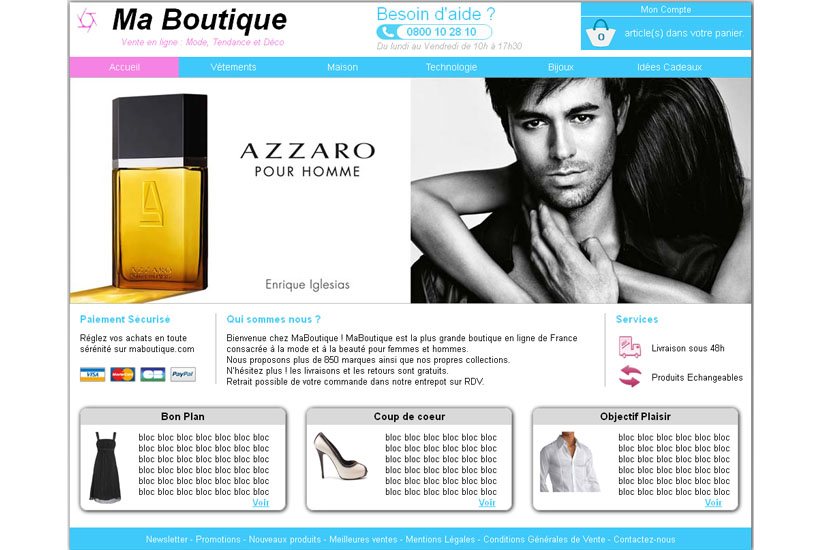 Ma Boutique
Vente en ligne : Mode, Tendance et Déco
Besoin d'aide ?
0800 10 28 10
Du lundi au Vendredi de 10h à 17h30
Mon Compte
0 article(s) dans votre panier.
Accueil Vêtements Maison Technologie Bijoux Idées Cadeaux
AZZARO
POUR HOMME
Enrique Iglesias
AZZARO
Paiement Sécurisé
Réglez vos achats en toute
sérénité sur maboutique.com
VISA MasterCard PayPal
Qui sommes nous ?
Bienvenue chez MaBoutique ! MaBoutique est la plus grande boutique en ligne de France
consacrée à la mode et à la beauté pour femmes et hommes.
Nous proposons plus de 850 marques ainsi que nos propres collections.
N'hésitez plus ! les livraisons et les retours sont gratuits.
Retrait possible de votre commande dans notre entrepot sur RDV.
Services
Livraison sous 48h
Produits Echangeables
Bon Plan
bloc bloc bloc bloc bloc bloc bloc
bloc bloc bloc bloc bloc bloc bloc
bloc bloc bloc bloc bloc bloc bloc
bloc bloc bloc bloc bloc bloc bloc
bloc bloc bloc bloc bloc bloc bloc
bloc bloc bloc bloc bloc bloc bloc
Voir
Coup de coeur
bloc bloc bloc bloc bloc bloc
bloc bloc bloc bloc bloc bloc
bloc bloc bloc bloc bloc bloc
bloc bloc bloc bloc bloc bloc
bloc bloc bloc bloc bloc bloc
bloc bloc bloc bloc bloc bloc
Voir
Objectif Plaisir
bloc bloc bloc bloc bloc bloc
bloc bloc bloc bloc bloc bloc
bloc bloc bloc bloc bloc bloc
bloc bloc bloc bloc bloc bloc
bloc bloc bloc bloc bloc bloc
bloc bloc bloc bloc bloc bloc
Voir
Newsletter - Promotions - Nouveaux produits - Meilleures ventes - Mentions Légales - Conditions Générales de Vente - Contactez-nous